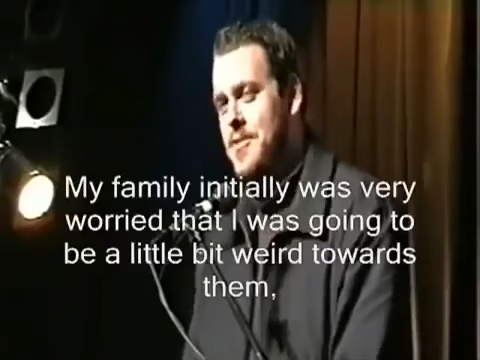 My family initially was very
worried that I was going to
be a little bit weird towards
them,